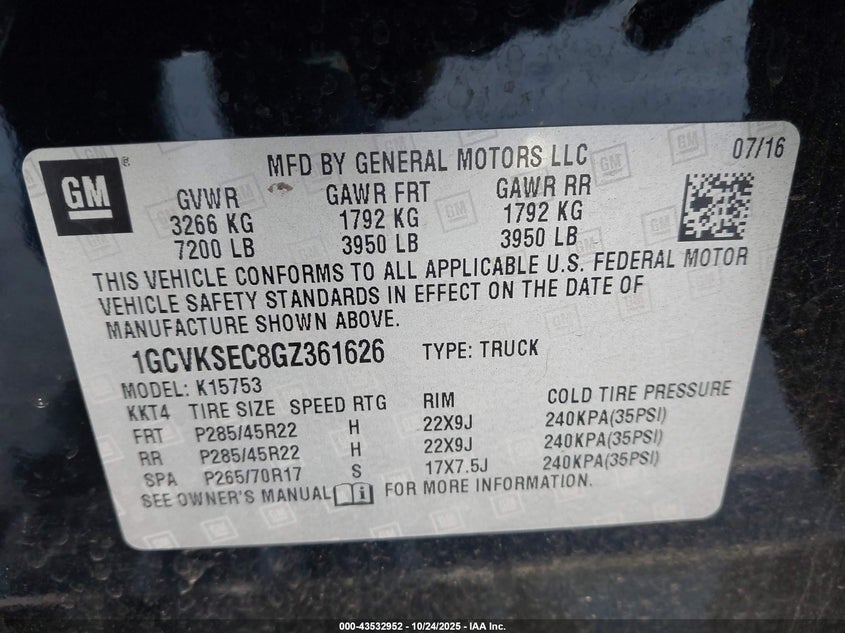 GM
MFD BY GENERAL MOTORS LLC
07/16
GVWR GAWR FRT GAWR RR
3266 KG 1792 KG 1792 KG
7200 LB 3950 LB 3950 LB
THIS VEHICLE CONFORMS TO ALL APPLICABLE U.S. FEDERAL MOTOR
VEHICLE SAFETY STANDARDS IN EFFECT ON THE DATE OF
MANUFACTURE SHOWN ABOVE.
1GCVKSEC8GZ361626 TYPE: TRUCK
MODEL: K15753
KKT4 TIRE SIZE SPEED RTG RIM COLD TIRE PRESSURE
FRT P285/45R22 H 22X9J 240KPA(35PSI)
RR P285/45R22 H 22X9J 240KPA(35PSI)
SPA P265/70R17 S 17X7.5J 240KPA(35PSI)
SEE OWNER'S MANUAL FOR MORE INFORMATION.
000-43532952 - 10/24/2025 - IAA Inc.